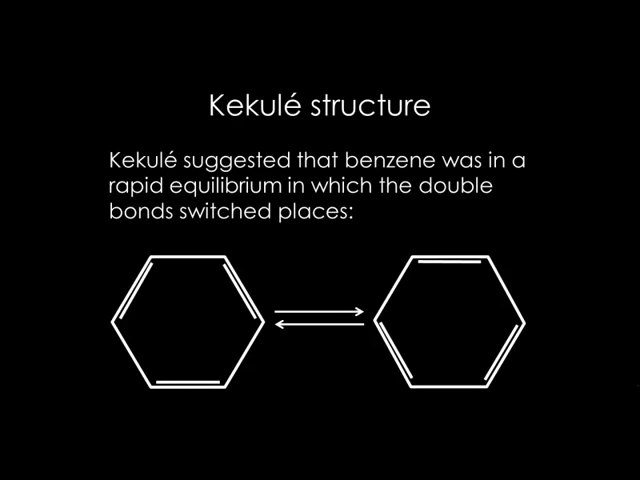 Kekulé structure
Kekulé suggested that benzene was in a
rapid equilibrium in which the double
bonds switched places: